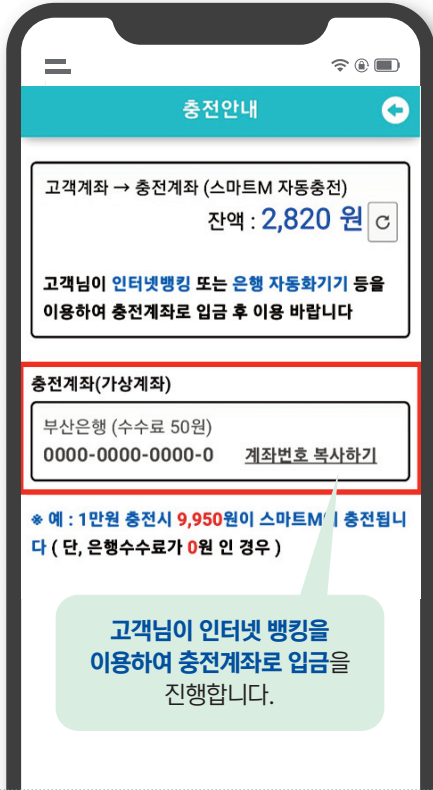 충전안내
고객계좌 → 충전계좌 (스마트M 자동충전)
잔액 : 2,820 원
고객님이 인터넷뱅킹 또는 은행 자동화기기 등을
이용하여 충전계좌로 입금 후 이용 바랍니다
충전계좌(가상계좌)
부산은행 (수수료 50원)
0000-0000-0000-0 계좌번호 복사하기
※ 예 : 1만원 충전시 9,950원이 스마트M 충전됩니
다 ( 단, 은행수수료가 0원 인 경우 )
고객님이 인터넷 뱅킹을
이용하여 충전계좌로 입금을
진행합니다.